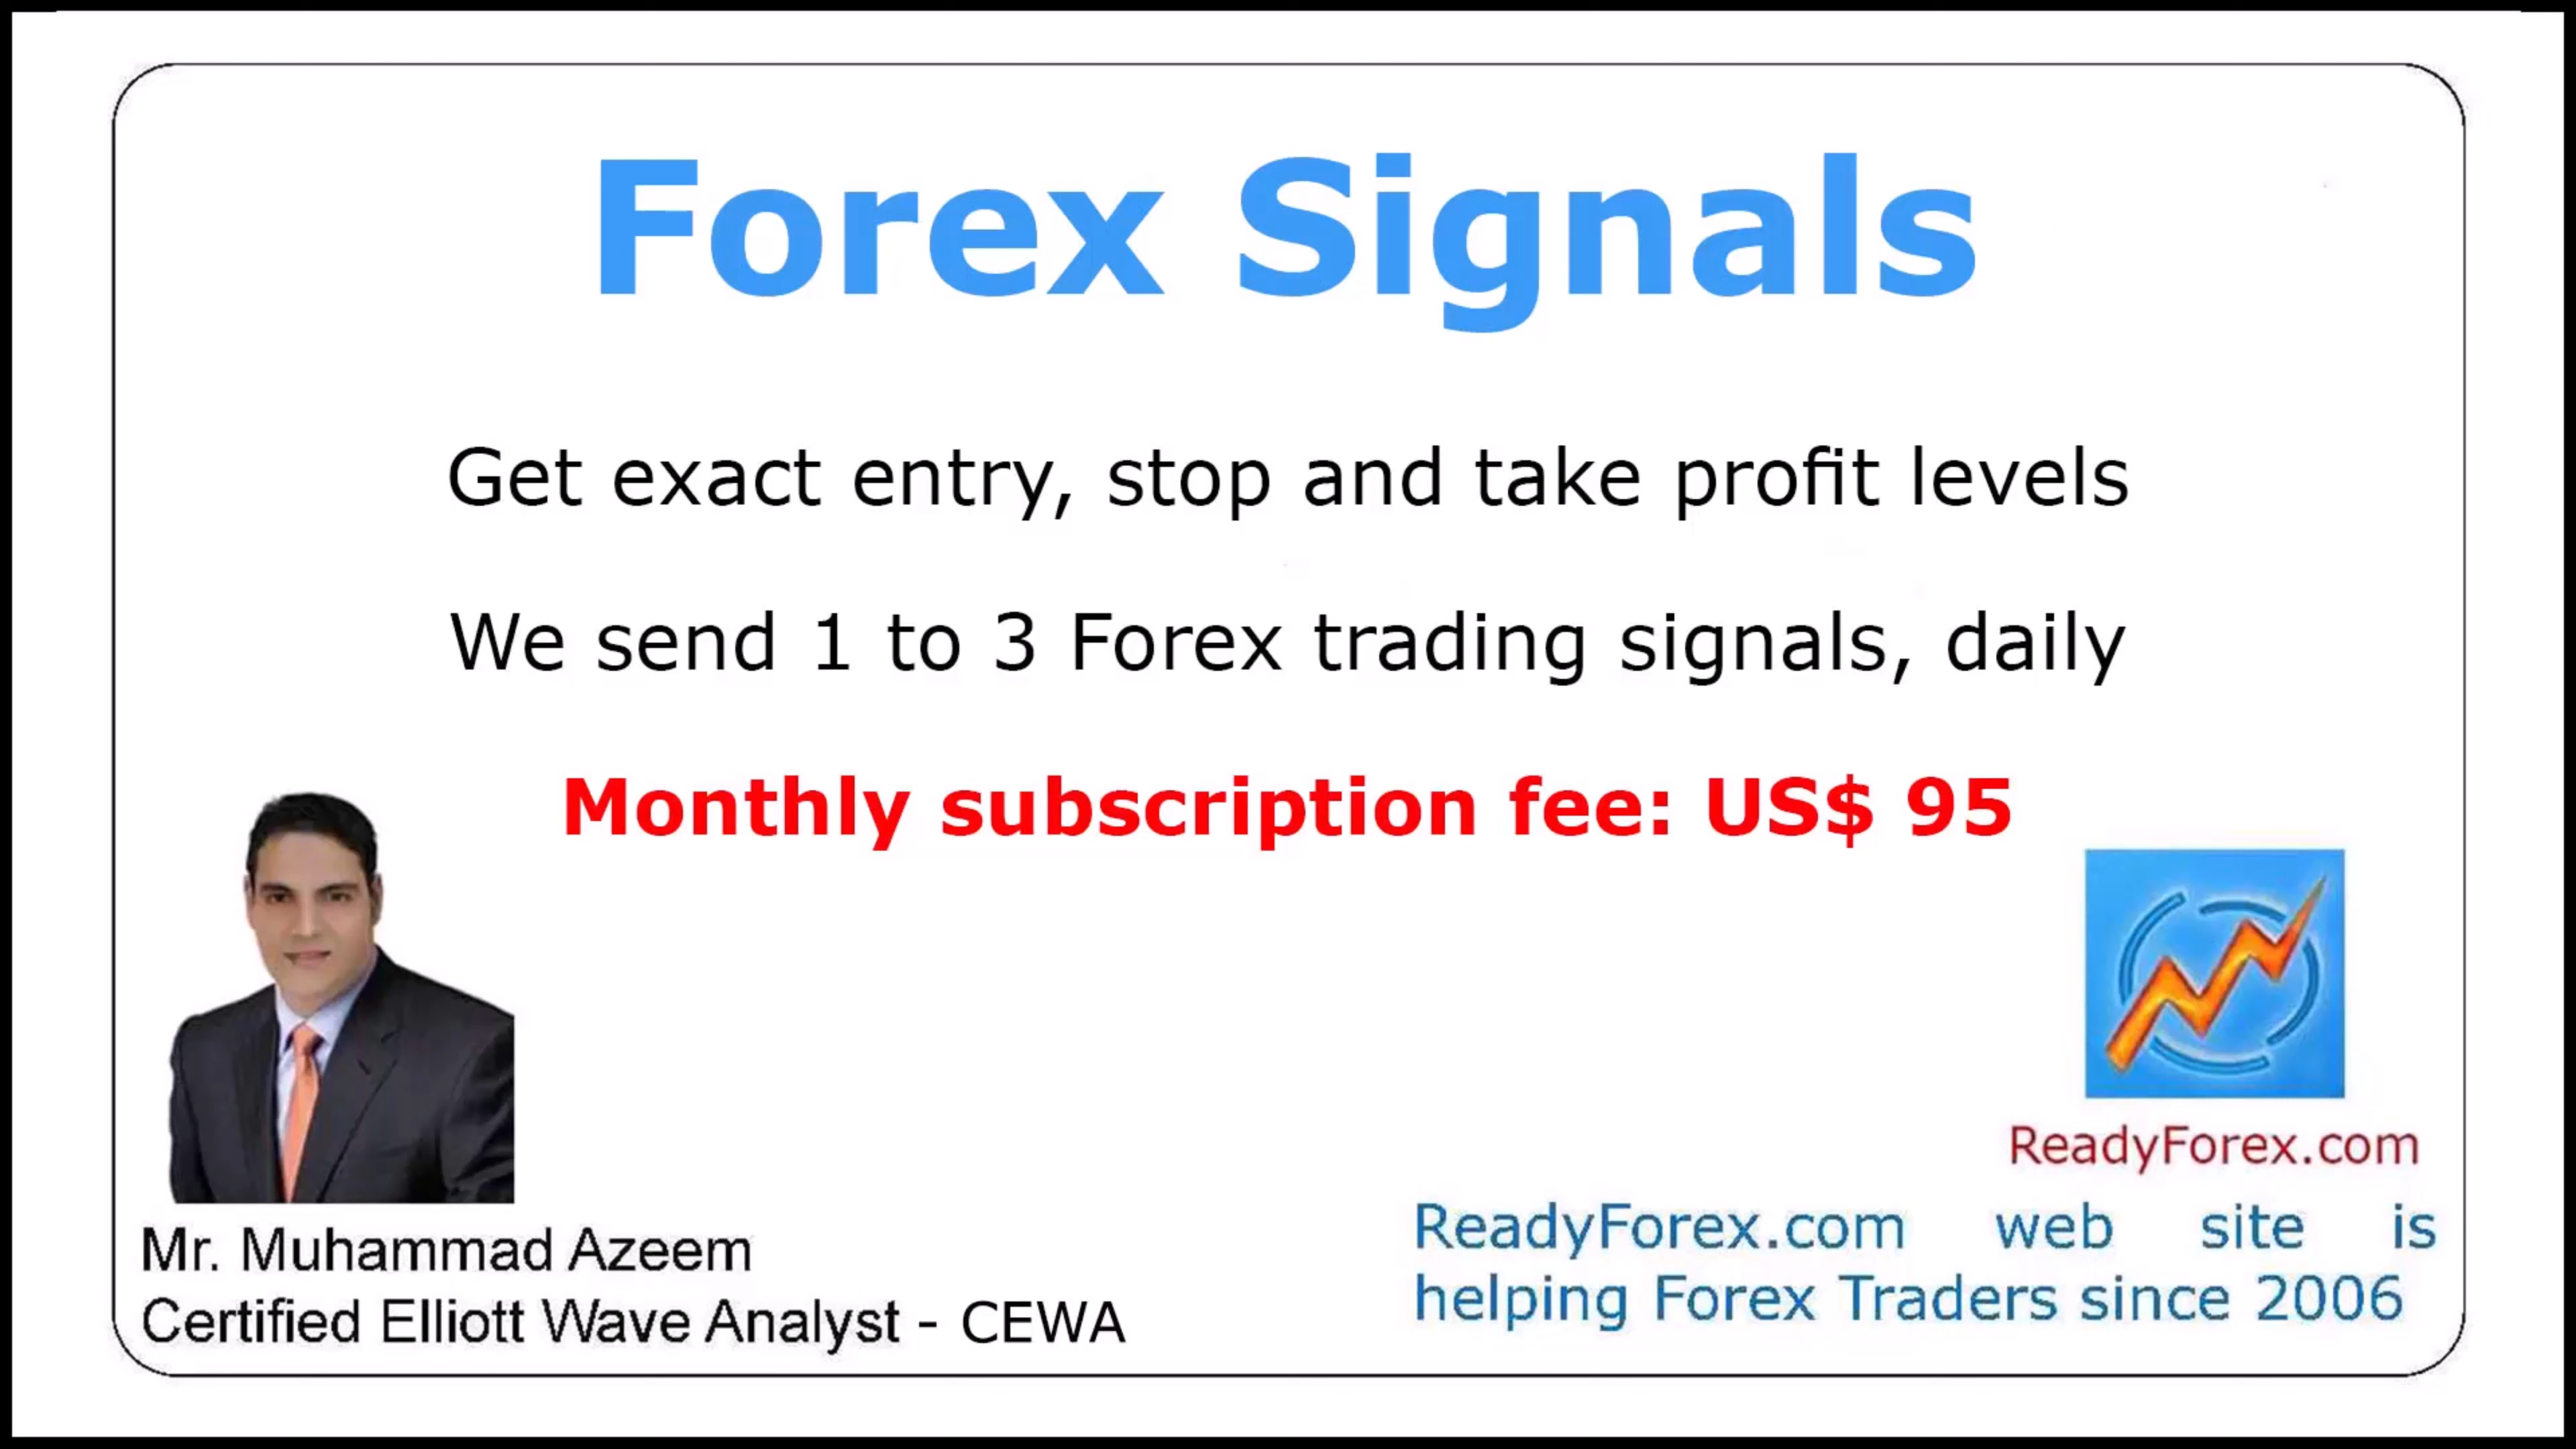 Forex Signals
Get exact entry, stop and take profit levels
We send 1 to 3 Forex trading signals, daily
Monthly subscription fee: US$ 95
ReadyForex.com
Mr. Muhammad Azeem
Certified Elliott Wave Analyst - CEWA
ReadyForex.com web site is
helping Forex Traders since 2006